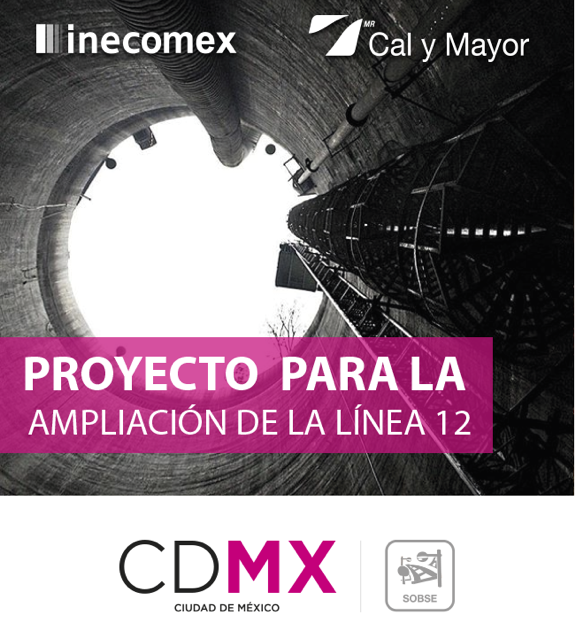 inecomex
MR
Cal y Mayor
PROYECTO PARA LA
AMPLIACIÓN DE LA LÍNEA 12
CDMX
CIUDAD DE MÉXICO
SOBSE